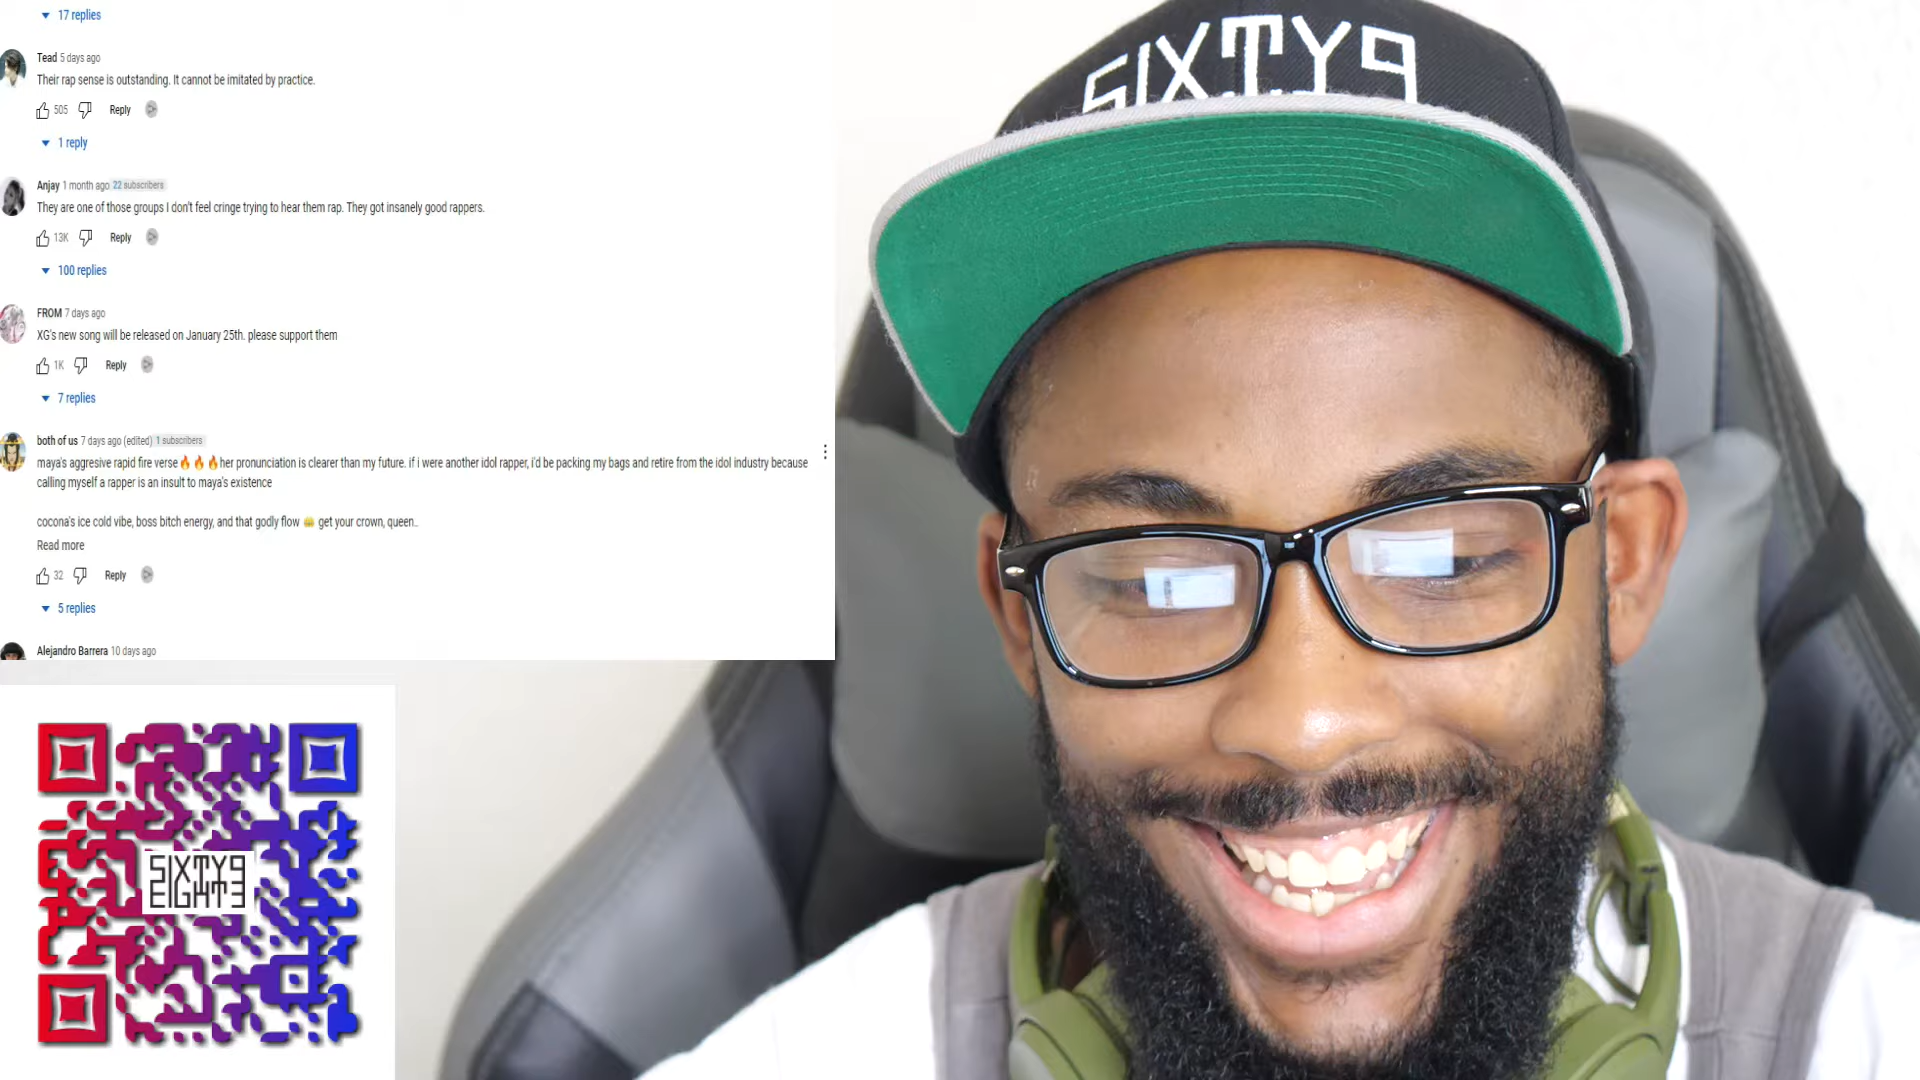 17 replies
Tead 5 days ago
Their rap sense is outstanding. It cannot be imitated by practice.
505 Reply
1 reply
Anjay 1 month ago 22 subscribers
They are one of those groups I don't feel cringe trying to hear them rap. They got insanely good rappers.
13K Reply
100 replies
FROM 7 days ago
XG's new song will be released on January 25th. please support them
1K Reply
7 replies
both of us 7 days ago (edited) 1 subscribers
maya's aggresive rapid fire verse🔥🔥🔥her pronunciation is clearer than my future. if i were another idol rapper, i'd be packing my bags and retire from the idol industry because
calling myself a rapper is an insult to maya's existence
cocona's ice cold vibe, boss bitch energy, and that godly flow 👑 get your crown, queen..
Read more
32 Reply
5 replies
Alejandro Barrera 10 days ago
SIXTY9
SIXTY9
EIGHT3